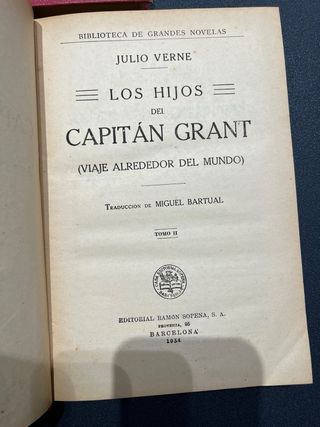 BIBLIOTECA DE GRANDES NOVELAS
JULIO VERNE
LOS HIJOS
DEL
CAPITÁN GRANT
(VIAJE ALREDEDOR DEL MUNDO)
TRADUCCIÓN DE MIGUEL BARTUAL
TOMO II
EDITORIAL RAMÓN SOPENA, S. A.
PROVENZA, 95
BARCELONA
1934